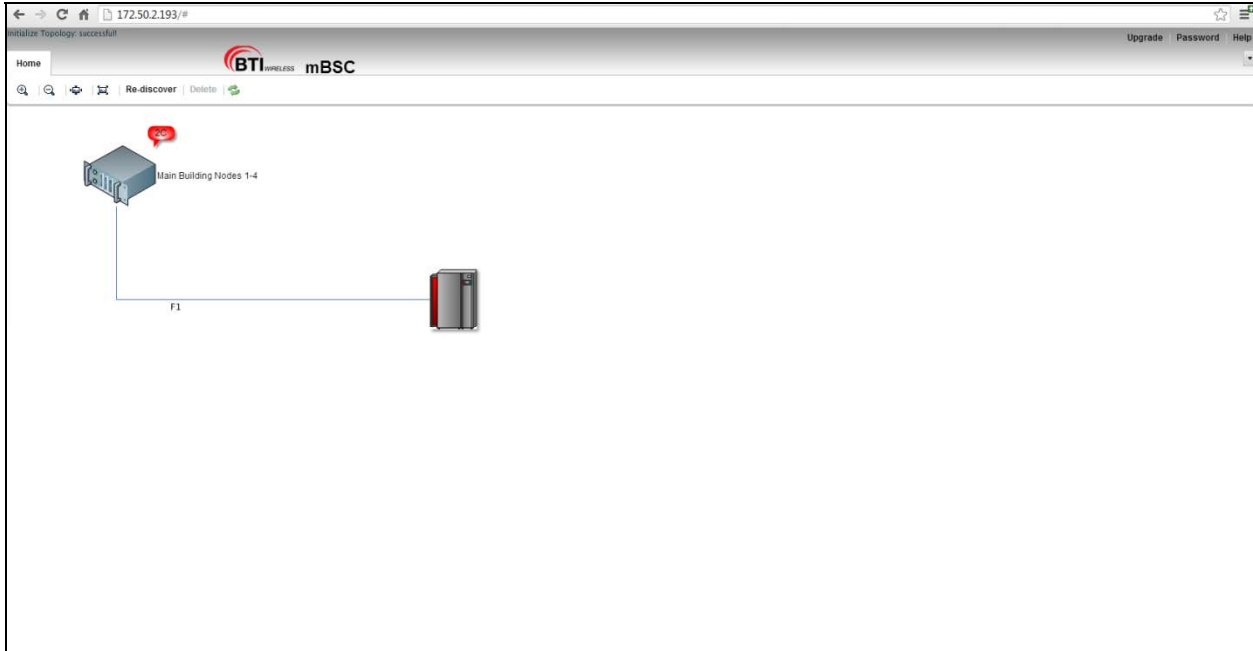 172.50.2.193/#
Initialize Topology: successful!
Upgrade Password Help
Home
BTI WIRELESS mBSC
Re-discover Delete
Main Building Nodes 1-4
F1